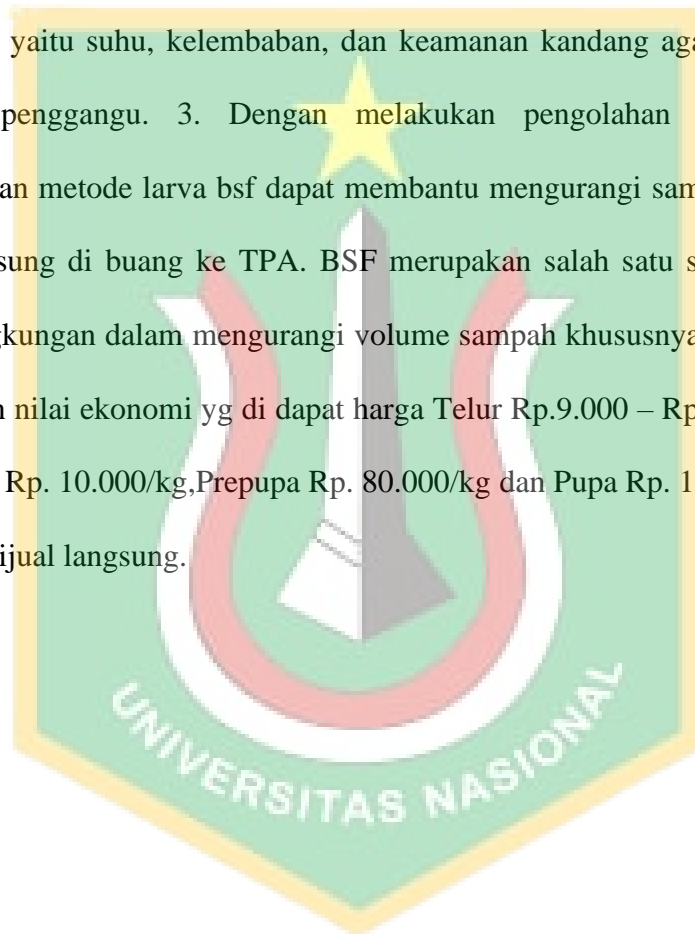 yaitu suhu, kelembaban, dan keamanan kandang aga
penggangu. 3. Dengan melakukan pengolahan
an metode larva bsf dapat membantu mengurangi sam
sung di buang ke TPA. BSF merupakan salah satu s
gkungan dalam mengurangi volume sampah khususnya
n nilai ekonomi yg di dapat harga Telur Rp.9.000 – Rp
Rp. 10.000/kg,Prepupa Rp. 80.000/kg dan Pupa Rp. 1
ijual langsung.
UNIVERSITAS NASIONAL